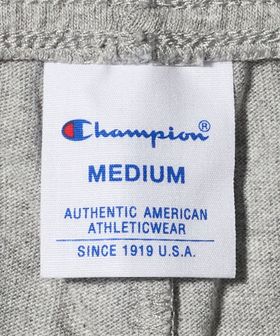 Champion®
MEDIUM
AUTHENTIC AMERICAN
ATHLETICWEAR
SINCE 1919 U.S.A.